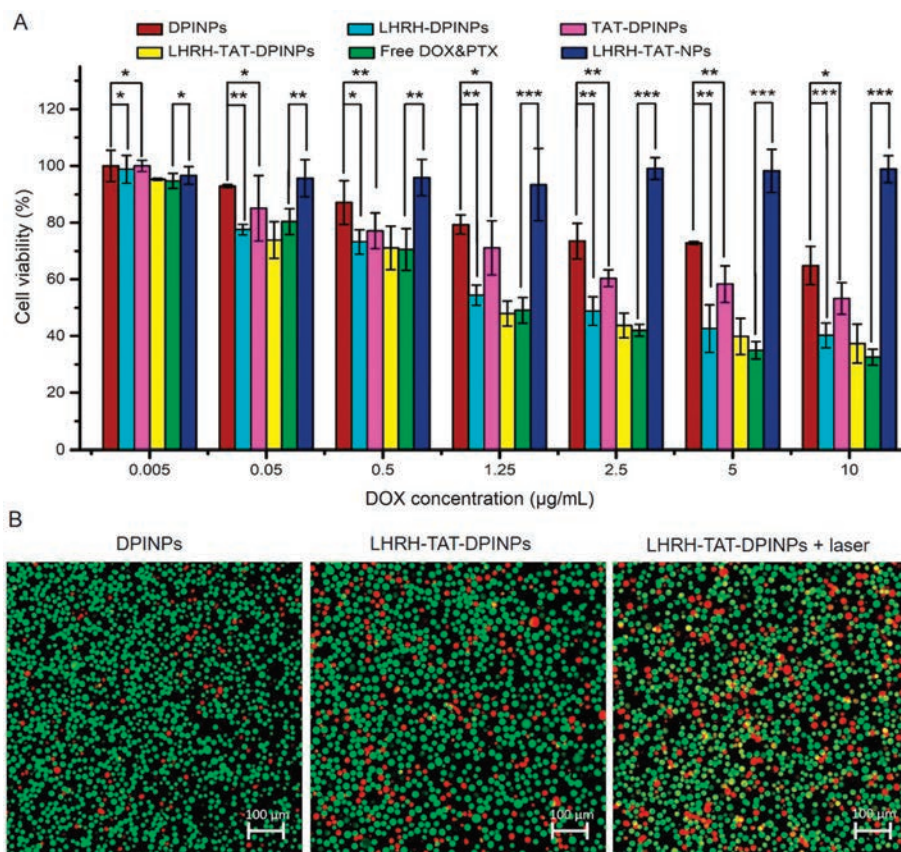 A
DPINPs LHRH-DPINPs TAT-DPINPs
LHRH-TAT-DPINPs Free DOX&PTX LHRH-TAT-NPs
* * ** * ** ** *
* * ** ** * ** ** *** ** *** ** *** *** ***
120
100
80
60
40
20
0
Cell viability (%)
0.005 0.05 0.5 1.25 2.5 5 10
DOX concentration (µg/mL)
B
DPINPs LHRH-TAT-DPINPs LHRH-TAT-DPINPs + laser
100 µm 100 µm 100 µm